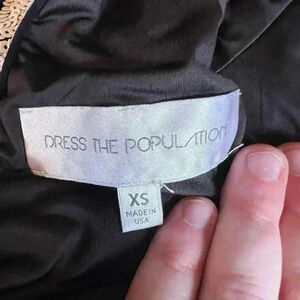 DRESS THE POPULATION
XS
MADE IN
USA